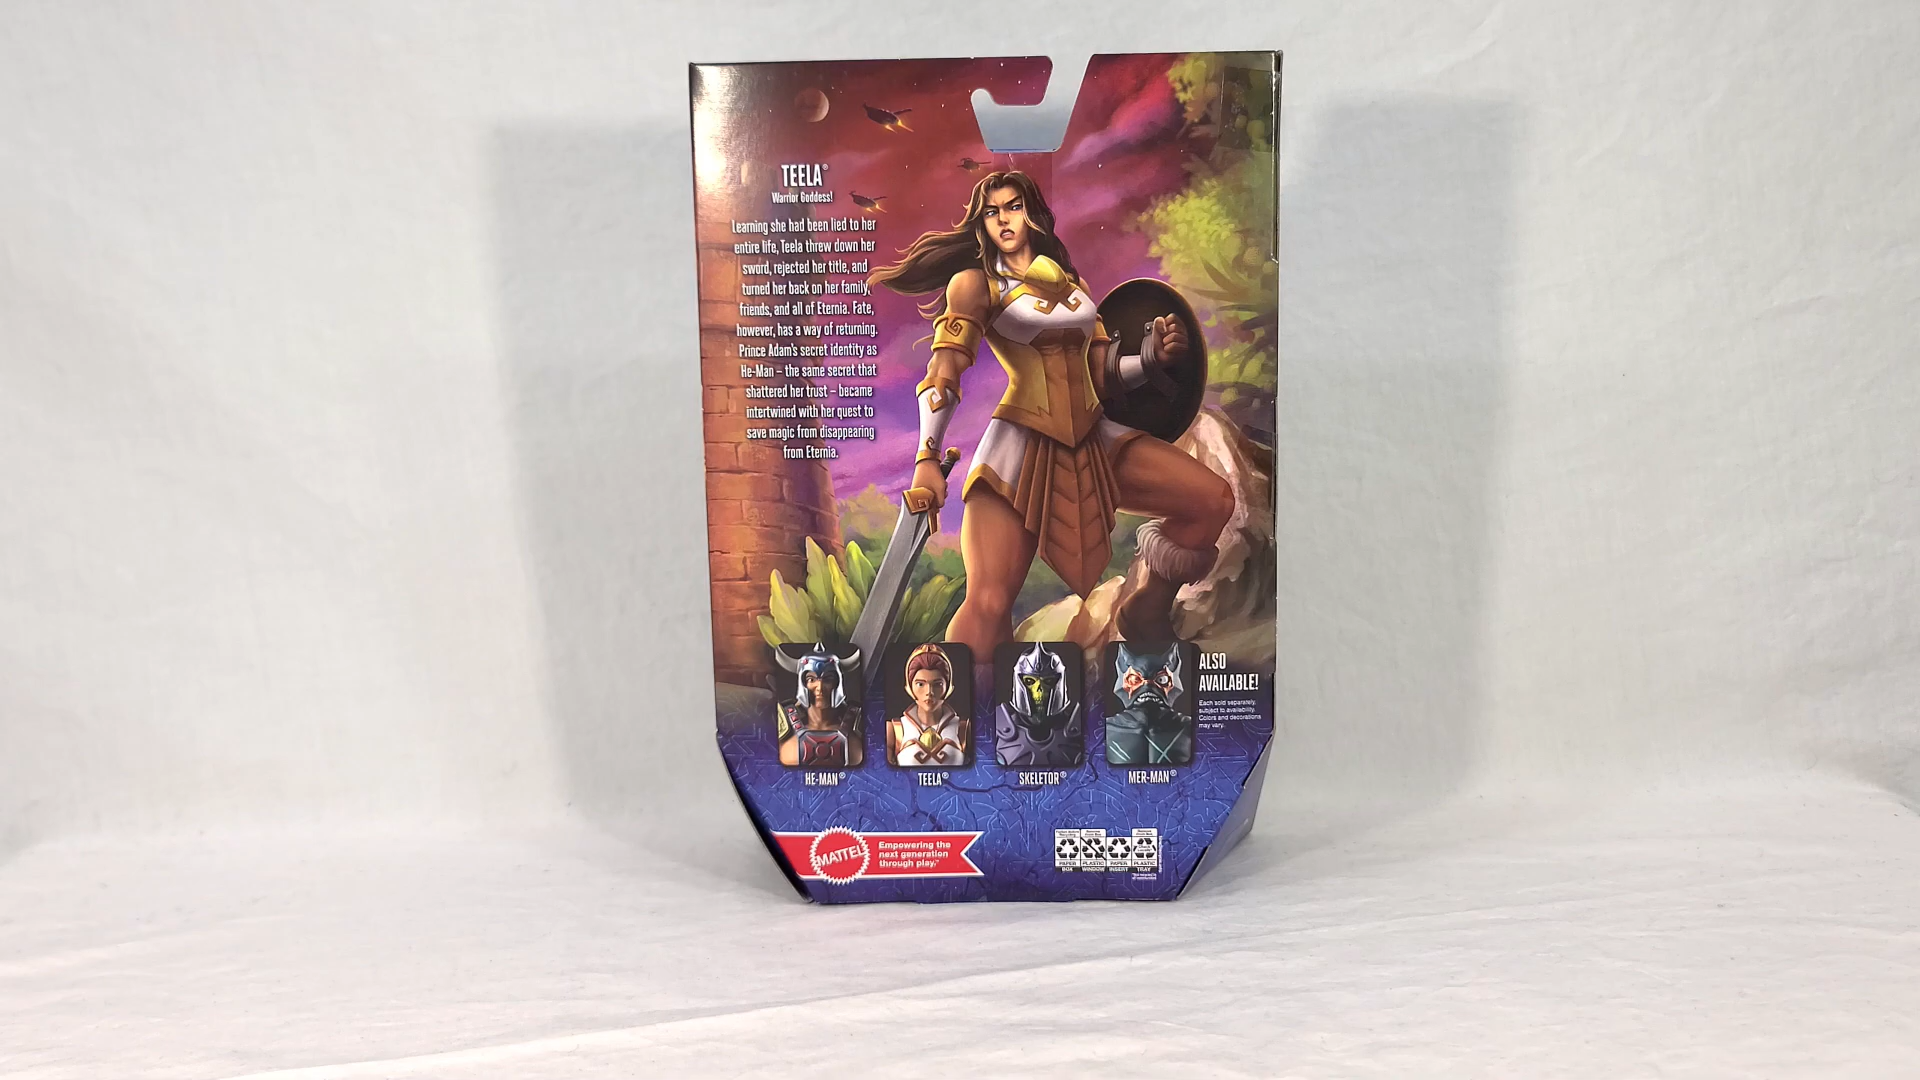 TEELA®
Warrior Goddess!
Learning she had been lied to her
entire life, Teela threw down her
sword, rejected her title, and
turned her back on her family,
friends, and all of Eternia. Fate,
however, has a way of returning.
Prince Adam's secret identity as
He-Man – the same secret that
shattered her trust – became
intertwined with her quest to
save magic from disappearing
from Eternia.
ALSO
AVAILABLE!
Each sold separately,
subject to availability.
Colors and decorations
may vary.
HE-MAN®
TEELA®
SKELETOR®
MER-MAN®
MATTEL
Empowering the
next generation
through play.™
PAPER PLASTIC PAPER PLASTIC
BOX WINDOW INSERT TRAY